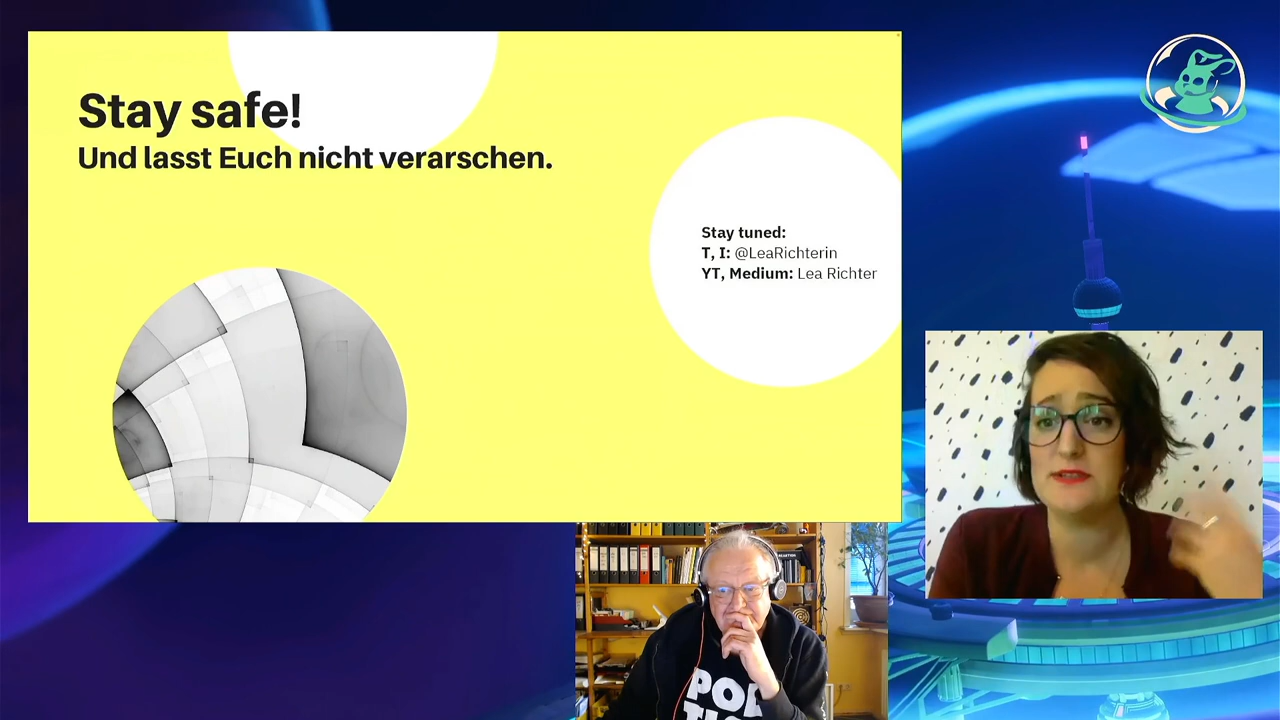 Stay safe!
Und lasst Euch nicht verarschen.
Stay tuned:
T, I: @LeaRichterin
YT, Medium: Lea Richter